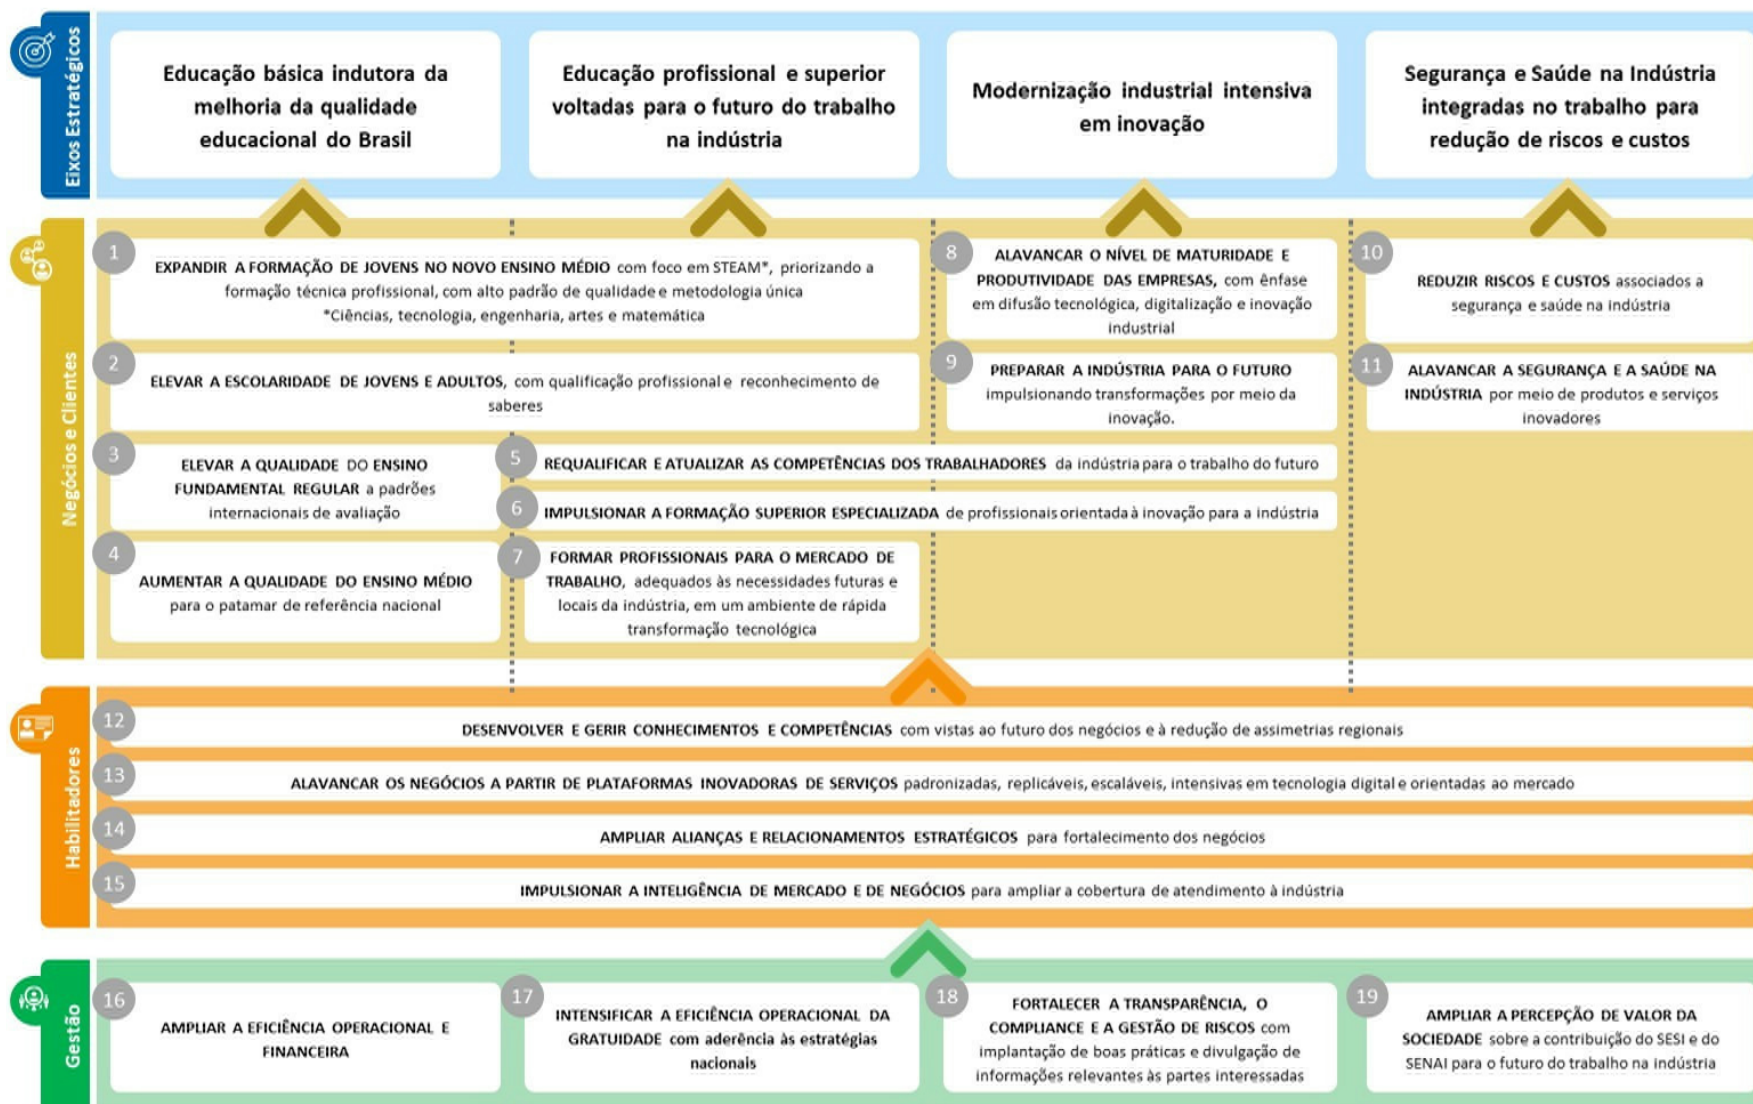 Eixos Estratégicos
Educação básica indutora da
melhoria da qualidade
educacional do Brasil
Educação profissional e superior
voltadas para o futuro do trabalho
na indústria
Modernização industrial intensiva
em inovação
Segurança e Saúde na Indústria
integradas no trabalho para
redução de riscos e custos
Negócios e Clientes
1
EXPANDIR A FORMAÇÃO DE JOVENS NO NOVO ENSINO MÉDIO com foco em STEAM*, priorizando a
formação técnica profissional, com alto padrão de qualidade e metodologia única
*Ciências, tecnologia, engenharia, artes e matemática
2
ELEVAR A ESCOLARIDADE DE JOVENS E ADULTOS, com qualificação profissional e reconhecimento de
saberes
3
ELEVAR A QUALIDADE DO ENSINO
FUNDAMENTAL REGULAR a padrões
internacionais de avaliação
4
AUMENTAR A QUALIDADE DO ENSINO MÉDIO
para o patamar de referência nacional
5
REQUALIFICAR E ATUALIZAR AS COMPETÊNCIAS DOS TRABALHADORES da indústria para o trabalho do futuro
6
IMPULSIONAR A FORMAÇÃO SUPERIOR ESPECIALIZADA de profissionais orientada à inovação para a indústria
7
FORMAR PROFISSIONAIS PARA O MERCADO DE
TRABALHO, adequados às necessidades futuras e
locais da indústria, em um ambiente de rápida
transformação tecnológica
8
ALAVANCAR O NÍVEL DE MATURIDADE E
PRODUTIVIDADE DAS EMPRESAS, com ênfase
em difusão tecnológica, digitalização e inovação
industrial
9
PREPARAR A INDÚSTRIA PARA O FUTURO
impulsionando transformações por meio da
inovação.
10
REDUZIR RISCOS E CUSTOS associados a
segurança e saúde na indústria
11
ALAVANCAR A SEGURANÇA E A SAÚDE NA
INDÚSTRIA por meio de produtos e serviços
inovadores
Habilitadores
12
DESENVOLVER E GERIR CONHECIMENTOS E COMPETÊNCIAS com vistas ao futuro dos negócios e à redução de assimetrias regionais
13
ALAVANCAR OS NEGÓCIOS A PARTIR DE PLATAFORMAS INOVADORAS DE SERVIÇOS padronizadas, replicáveis, escaláveis, intensivas em tecnologia digital e orientadas ao mercado
14
AMPLIAR ALIANÇAS E RELACIONAMENTOS ESTRATÉGICOS para fortalecimento dos negócios
15
IMPULSIONAR A INTELIGÊNCIA DE MERCADO E DE NEGÓCIOS para ampliar a cobertura de atendimento à indústria
Gestão
16
AMPLIAR A EFICIÊNCIA OPERACIONAL E
FINANCEIRA
17
INTENSIFICAR A EFICIÊNCIA OPERACIONAL DA
GRATUIDADE com aderência às estratégias
nacionais
18
FORTALECER A TRANSPARÊNCIA, O
COMPLIANCE E A GESTÃO DE RISCOS com
implantação de boas práticas e divulgação de
informações relevantes às partes interessadas
19
AMPLIAR A PERCEPÇÃO DE VALOR DA
SOCIEDADE sobre a contribuição do SESI e do
SENAI para o futuro do trabalho na indústria